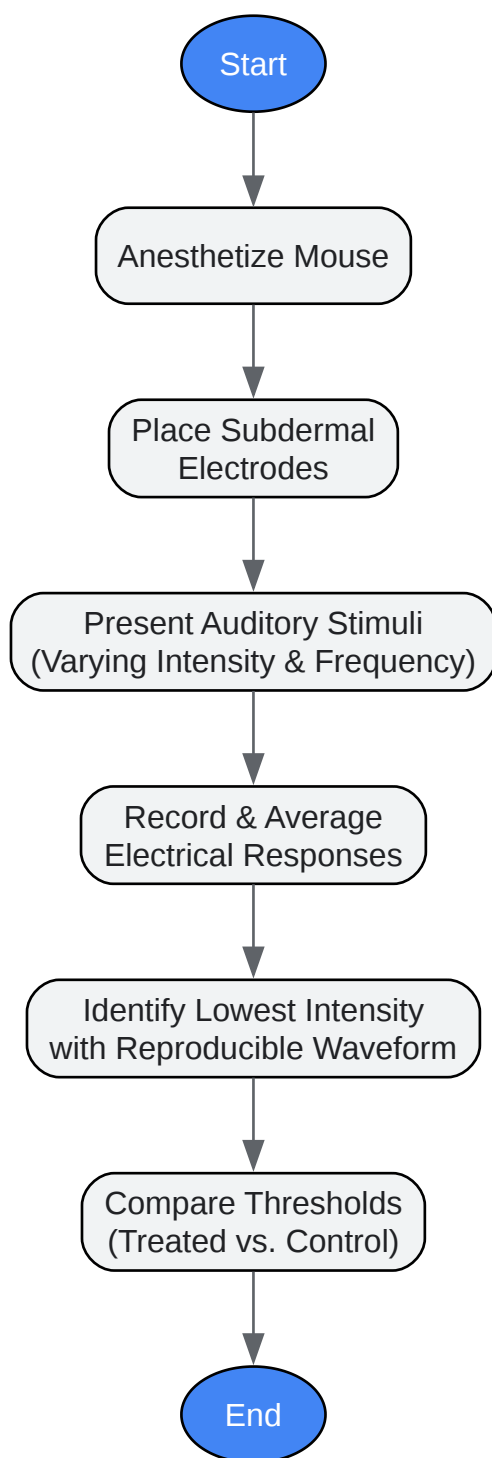 Start
Anesthetize Mouse
Place Subdermal
Electrodes
Present Auditory Stimuli
(Varying Intensity & Frequency)
Record & Average
Electrical Responses
Identify Lowest Intensity
with Reproducible Waveform
Compare Thresholds
(Treated vs. Control)
End